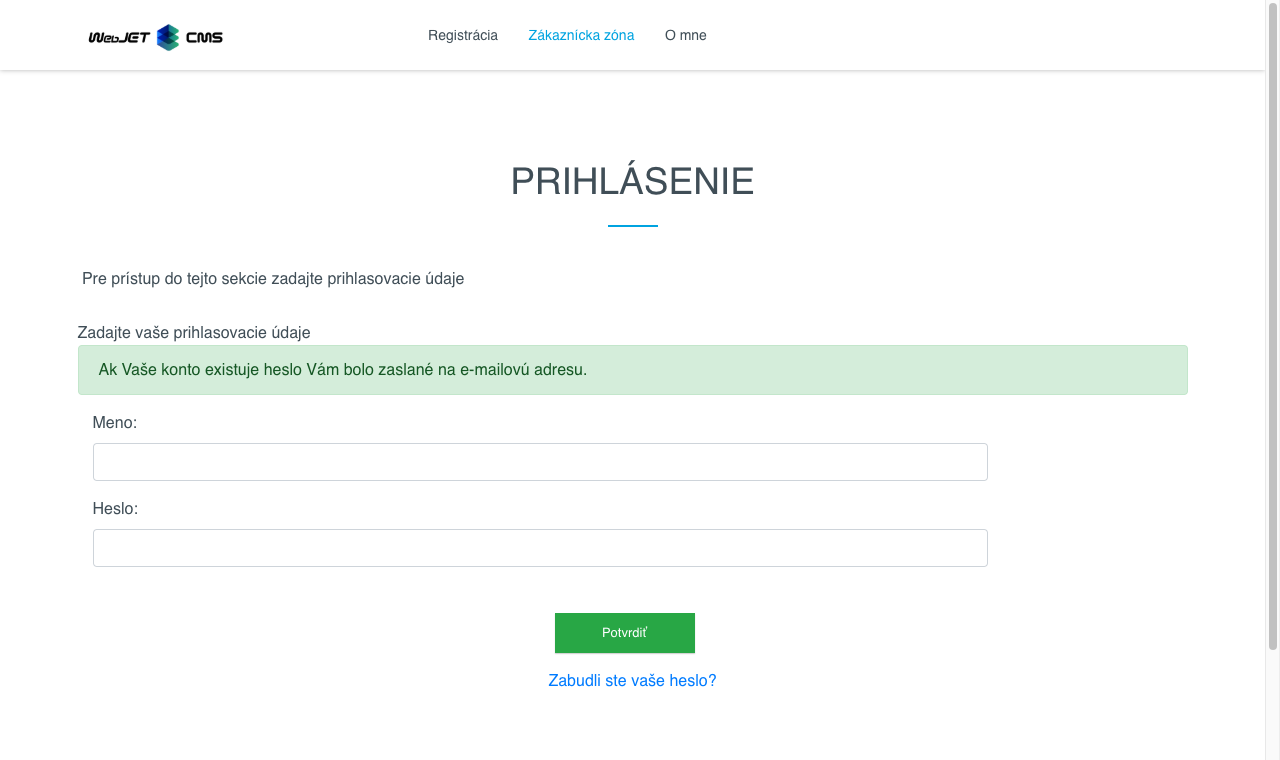 WebJET CMS
Registrácia
Zákaznícka zóna
O mne
PRIHLÁSENIE
Pre prístup do tejto sekcie zadajte prihlasovacie údaje
Zadajte vaše prihlasovacie údaje
Ak Vaše konto existuje heslo Vám bolo zaslané na e-mailovú adresu.
Meno:
Heslo:
Potvrdiť
Zabudli ste vaše heslo?